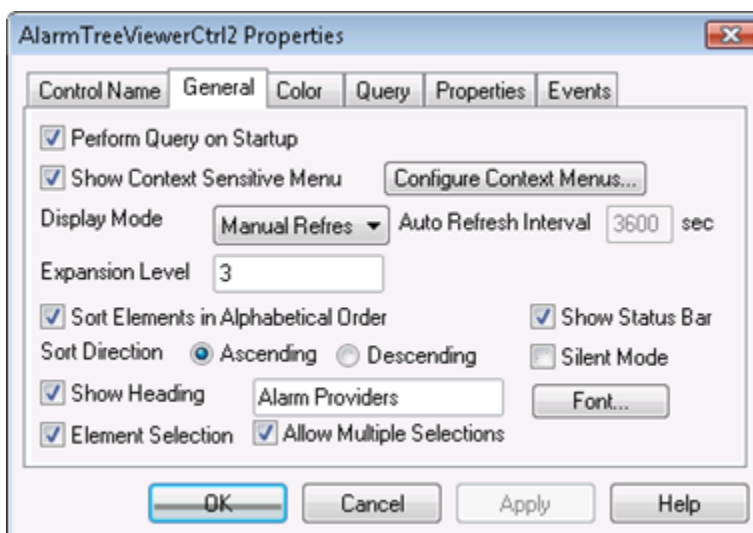 AlarmTreeViewerCtrl2 Properties
Control Name General Color Query Properties Events
Perform Query on Startup
Show Context Sensitive Menu Configure Context Menus...
Display Mode Manual Refres Auto Refresh Interval 3600 sec
Expansion Level 3
Sort Elements in Alphabetical Order Show Status Bar
Sort Direction Ascending Descending Silent Mode
Show Heading Alarm Providers Font...
Element Selection Allow Multiple Selections
OK Cancel Apply Help